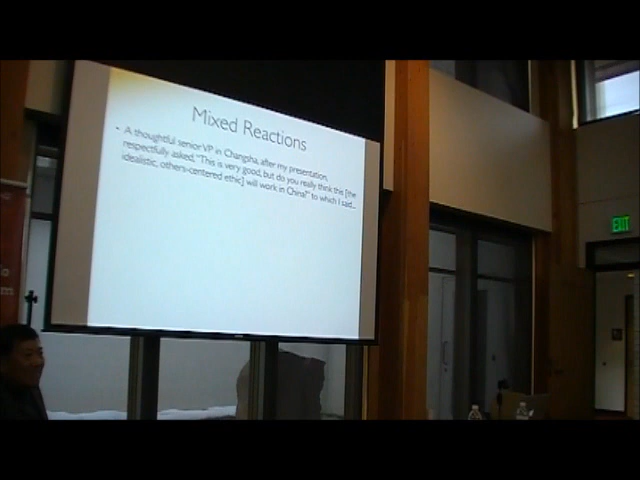 Mixed Reactions
• A thoughtful senior VP in Changsha, after my presentation,
respectfully asked, "This is very good, but do you really think this [the
idealistic, others-centered ethic] will work in China?" to which I said...
EXIT